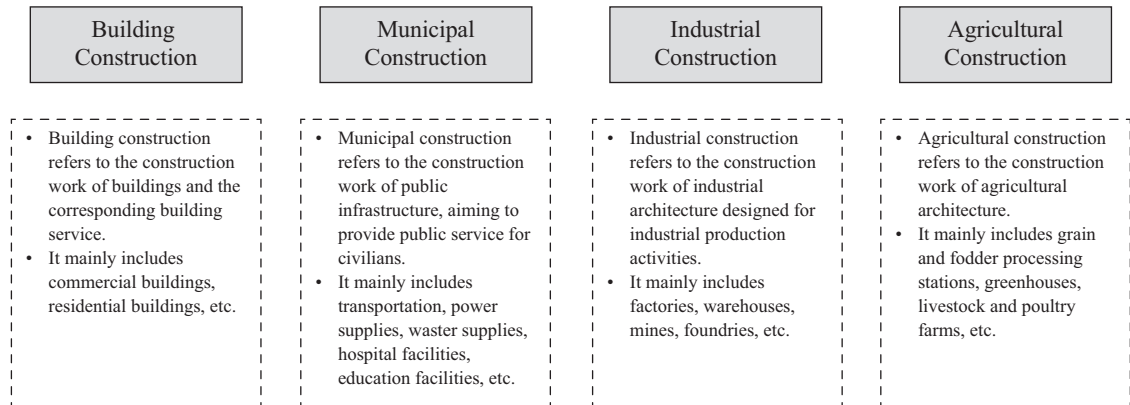 Building
Construction
Municipal
Construction
Industrial
Construction
Agricultural
Construction
• Building construction
refers to the construction
work of buildings and the
corresponding building
service.
• It mainly includes
commercial buildings,
residential buildings, etc.
• Municipal construction
refers to the construction
work of public
infrastructure, aiming to
provide public service for
civilians.
• It mainly includes
transportation, power
supplies, waster supplies,
hospital facilities,
education facilities, etc.
• Industrial construction
refers to the construction
work of industrial
architecture designed for
industrial production
activities.
• It mainly includes
factories, warehouses,
mines, foundries, etc.
• Agricultural construction
refers to the construction
work of agricultural
architecture.
• It mainly includes grain
and fodder processing
stations, greenhouses,
livestock and poultry
farms, etc.